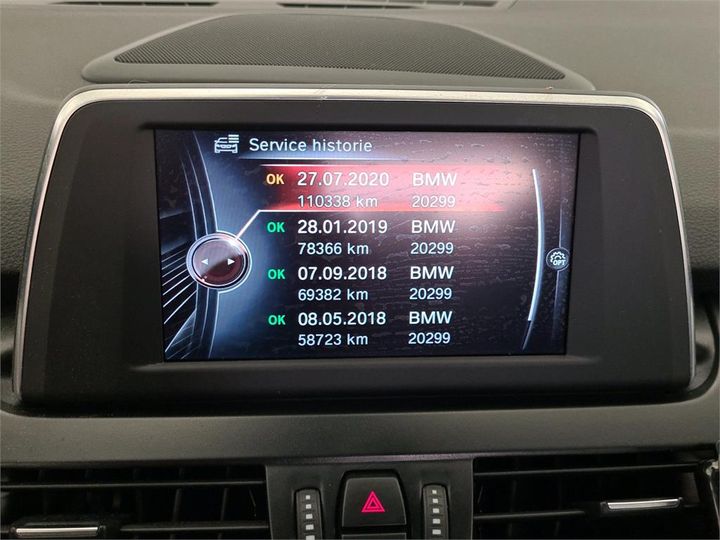 Service historie
OK 27.07.2020 BMW
110338 km 20299
OK 28.01.2019 BMW
78366 km 20299
OK 07.09.2018 BMW
69382 km 20299
OK 08.05.2018 BMW
58723 km 20299
OPT